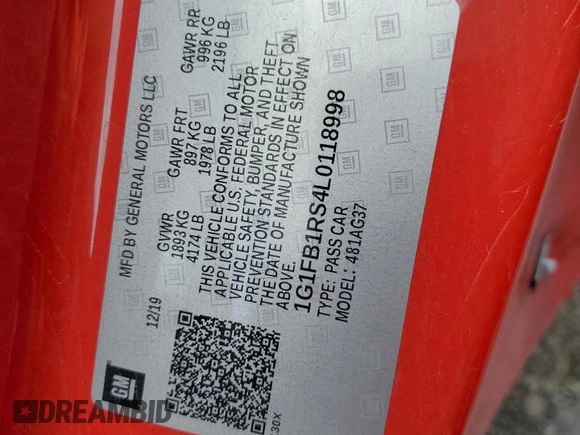 MFD BY GENERAL MOTORS LLC
12/19
GVWR
1893 KG
4174 LB
GAWR FRT
897 KG
1978 LB
GAWR RR
996 KG
2196 LB
THIS VEHICLE CONFORMS TO ALL
APPLICABLE U.S. FEDERAL MOTOR
VEHICLE SAFETY, BUMPER, AND THEFT
PREVENTION STANDARDS IN EFFECT ON
THE DATE OF MANUFACTURE SHOWN
ABOVE.
1G1FB1RS4L0118998
TYPE: PASS CAR
MODEL: 481AG37
GM
.30X
DREAMBID